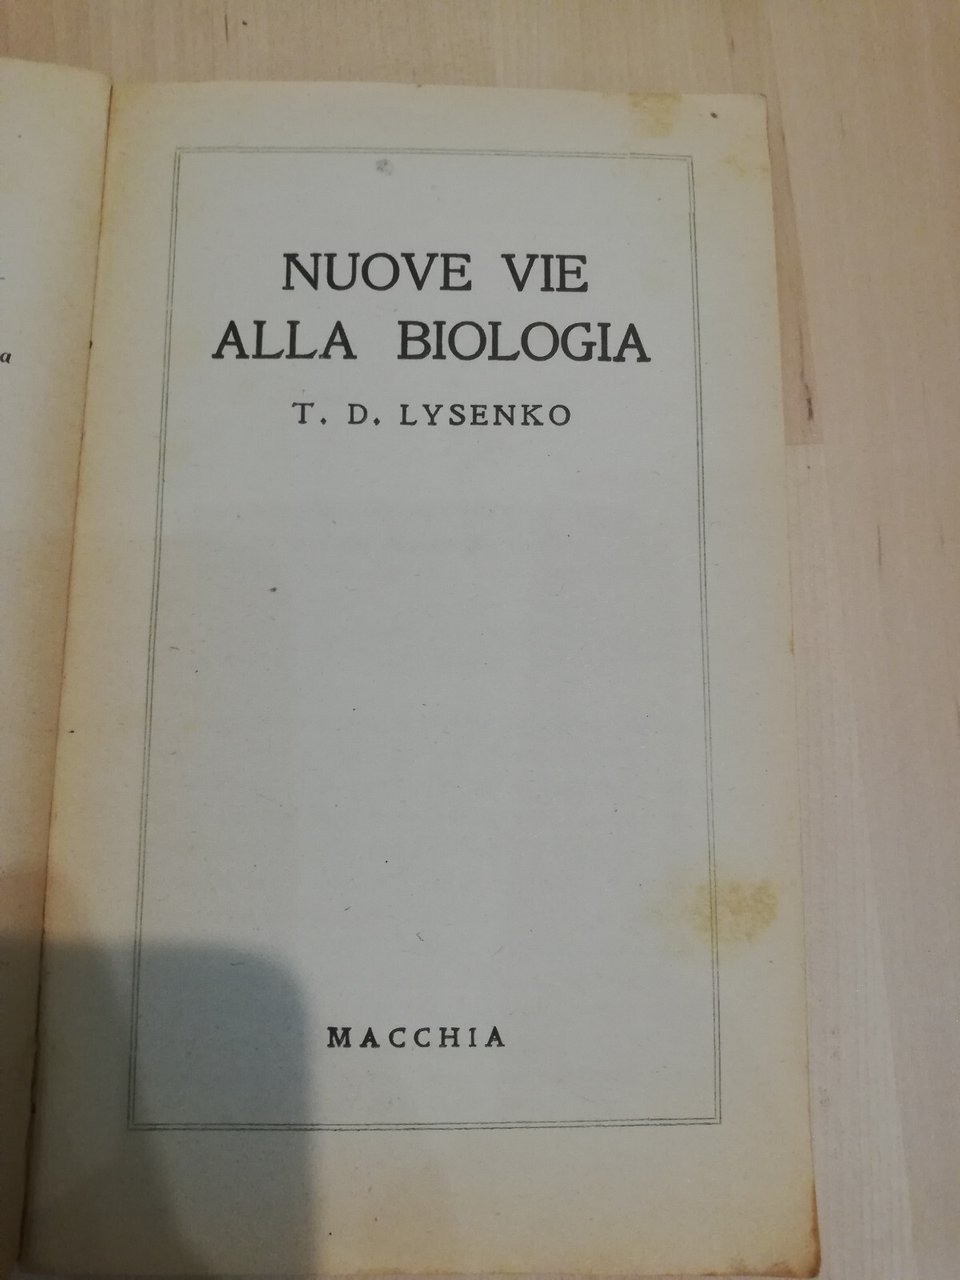 a
NUOVE VIE
ALLA BIOLOGIA
T. D. LYSENKO
MACCHIA